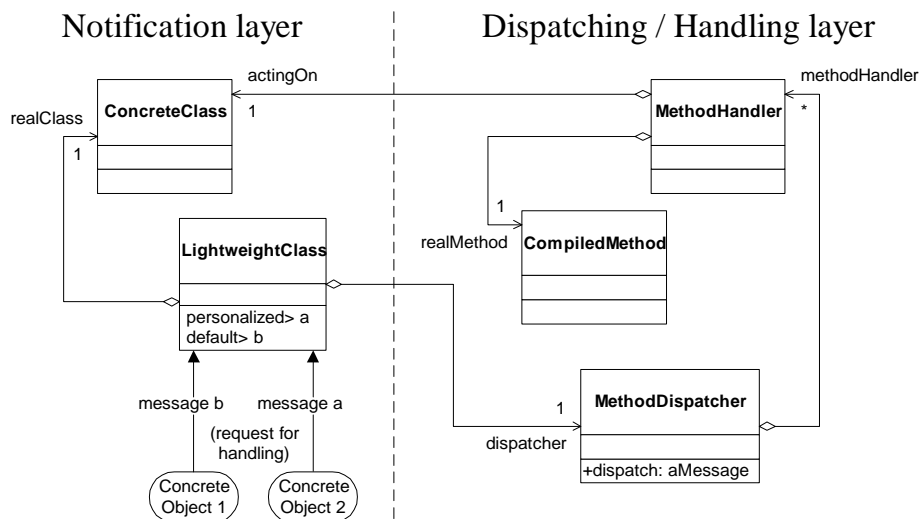 Notification layer
Dispatching / Handling layer
actingOn
methodHandler
realClass
ConcreteClass
1
1
MethodHandler
*
1
realMethod
CompiledMethod
LightweightClass
personalized> a
default> b
message b
message a
(request for
handling)
1
dispatcher
MethodDispatcher
+dispatch: aMessage
Concrete
Object 1
Concrete
Object 2